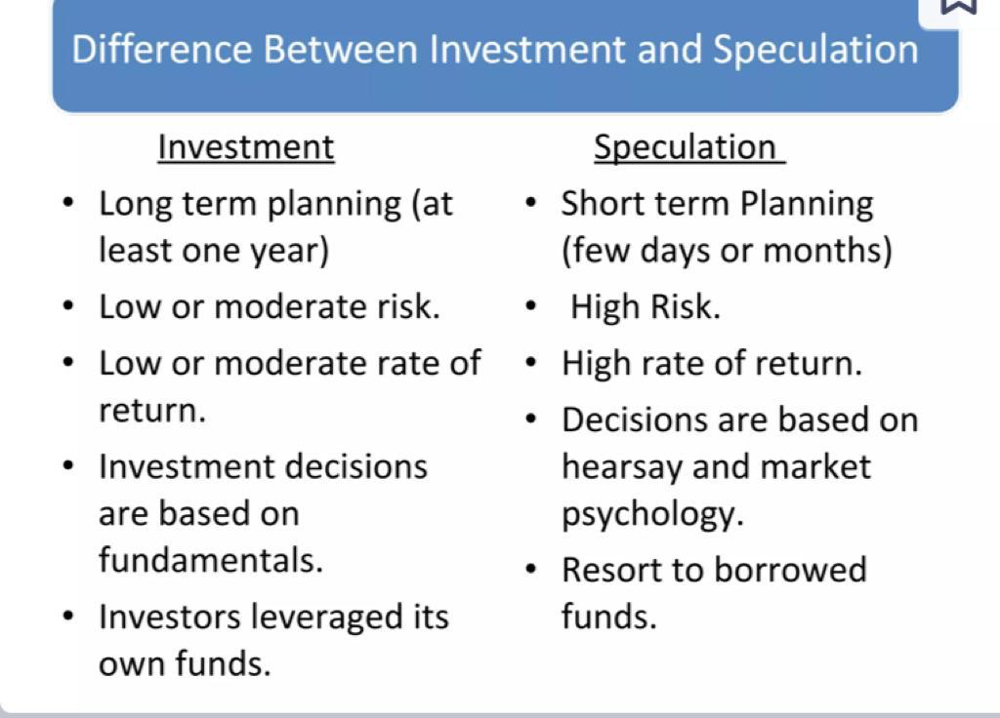 Difference Between Investment and Speculation
Investment
• Long term planning (at
least one year)
• Low or moderate risk.
• Low or moderate rate of
return.
• Investment decisions
are based on
fundamentals.
• Investors leveraged its
own funds.
Speculation
• Short term Planning
(few days or months)
• High Risk.
• High rate of return.
• Decisions are based on
hearsay and market
psychology.
• Resort to borrowed
funds.